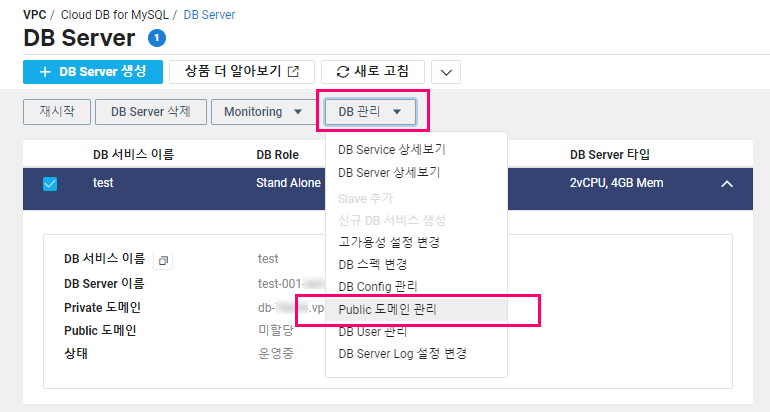 VPC / Cloud DB for MySQL / DB Server
DB Server 1
+ DB Server 생성 상품 더 알아보기 새로 고침
재시작 DB Server 삭제 Monitoring DB 관리
DB 서비스 이름 DB Role DB Server 타입
test Stand Alone 2vCPU, 4GB Mem
DB Service 상세보기
DB Server 상세보기
Slave 추가
신규 DB 서비스 생성
고가용성 설정 변경
DB 스펙 변경
DB Config 관리
Public 도메인 관리
DB User 관리
DB Server Log 설정 변경
DB 서비스 이름 test
DB Server 이름 test-001-
Private 도메인 db- .vp
Public 도메인 미할당
상태 운영중